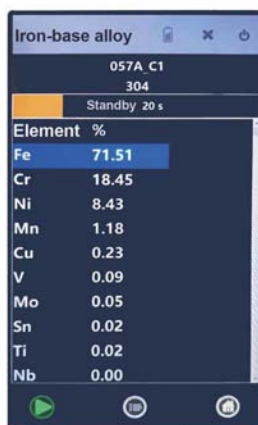 Iron-base alloy
057A_C1
304
Standby 20 s
Element %
Fe 71.51
Cr 18.45
Ni 8.43
Mn 1.18
Cu 0.23
V 0.09
Mo 0.05
Sn 0.02
Ti 0.02
Nb 0.00